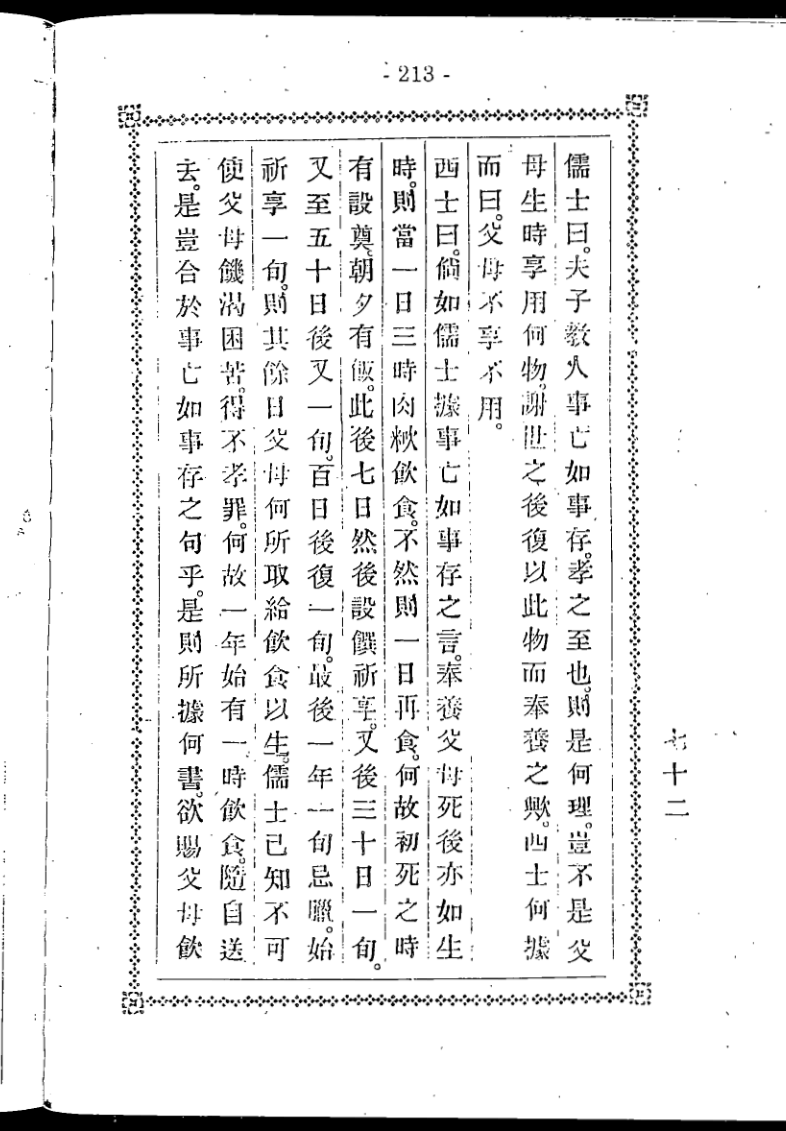 - 213 -
儒士曰。夫子敎人事亡如事存。孝之至也。則是何理。豈不是父
母生時享用何物。謝世之後復以此物而奉養之歟。西士何據
而曰。父母不享不用。
西士曰。倘如儒士據事亡如事存之言。奉養父母死後亦如生
時。則當一日三時肉糇飲食。不然則一日再食。何故初死之時
有設奠。朝夕有飯。此後七日然後設饌祈享。又後三十日一旬。
又至五十日後又一旬。百日後復一旬。最後一年一旬忌臘。始
祈享一旬。則其餘日父母何所取給飲食以生。儒士己知不可
使父母饑渴困苦。得不孝罪。何故一年始有一時飲食。隨自送
去。是豈合於事亡如事存之句乎。是則所據何書。欲賜父母飲
七十二